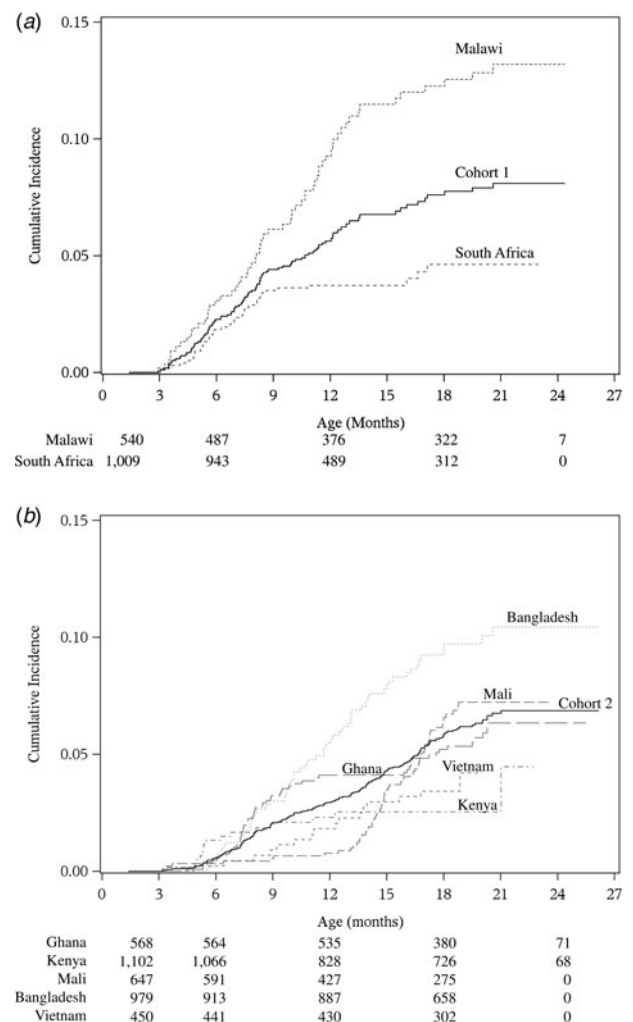 (a)
0.15
Malawi
0.10
Cumulative Incidence
Cohort 1
0.05
South Africa
0.00
0 3 6 9 12 15 18 21 24 27
Age (Months)
Malawi 540 487 376 322 7
South Africa 1,009 943 489 312 0
(b)
0.15
Bangladesh
0.10
Cumulative Incidence
Mali
Cohort 2
0.05
Ghana
Vietnam
Kenya
0.00
0 3 6 9 12 15 18 21 24 27
Age (months)
Ghana 568 564 535 380 71
Kenya 1,102 1,066 828 726 68
Mali 647 591 427 275 0
Bangladesh 979 913 887 658 0
Vietnam 450 441 430 302 0